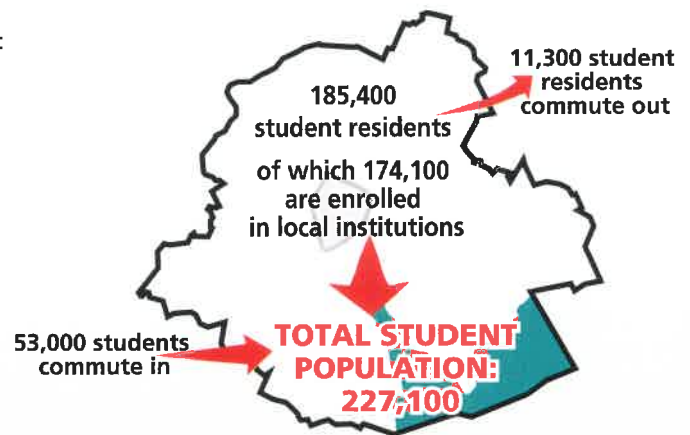 :
185,400
student residents
of which 174,100
are enrolled
in local institutions
11,300 student
residents
commute out
53,000 students
commute in
TOTAL STUDENT
POPULATION:
227,100